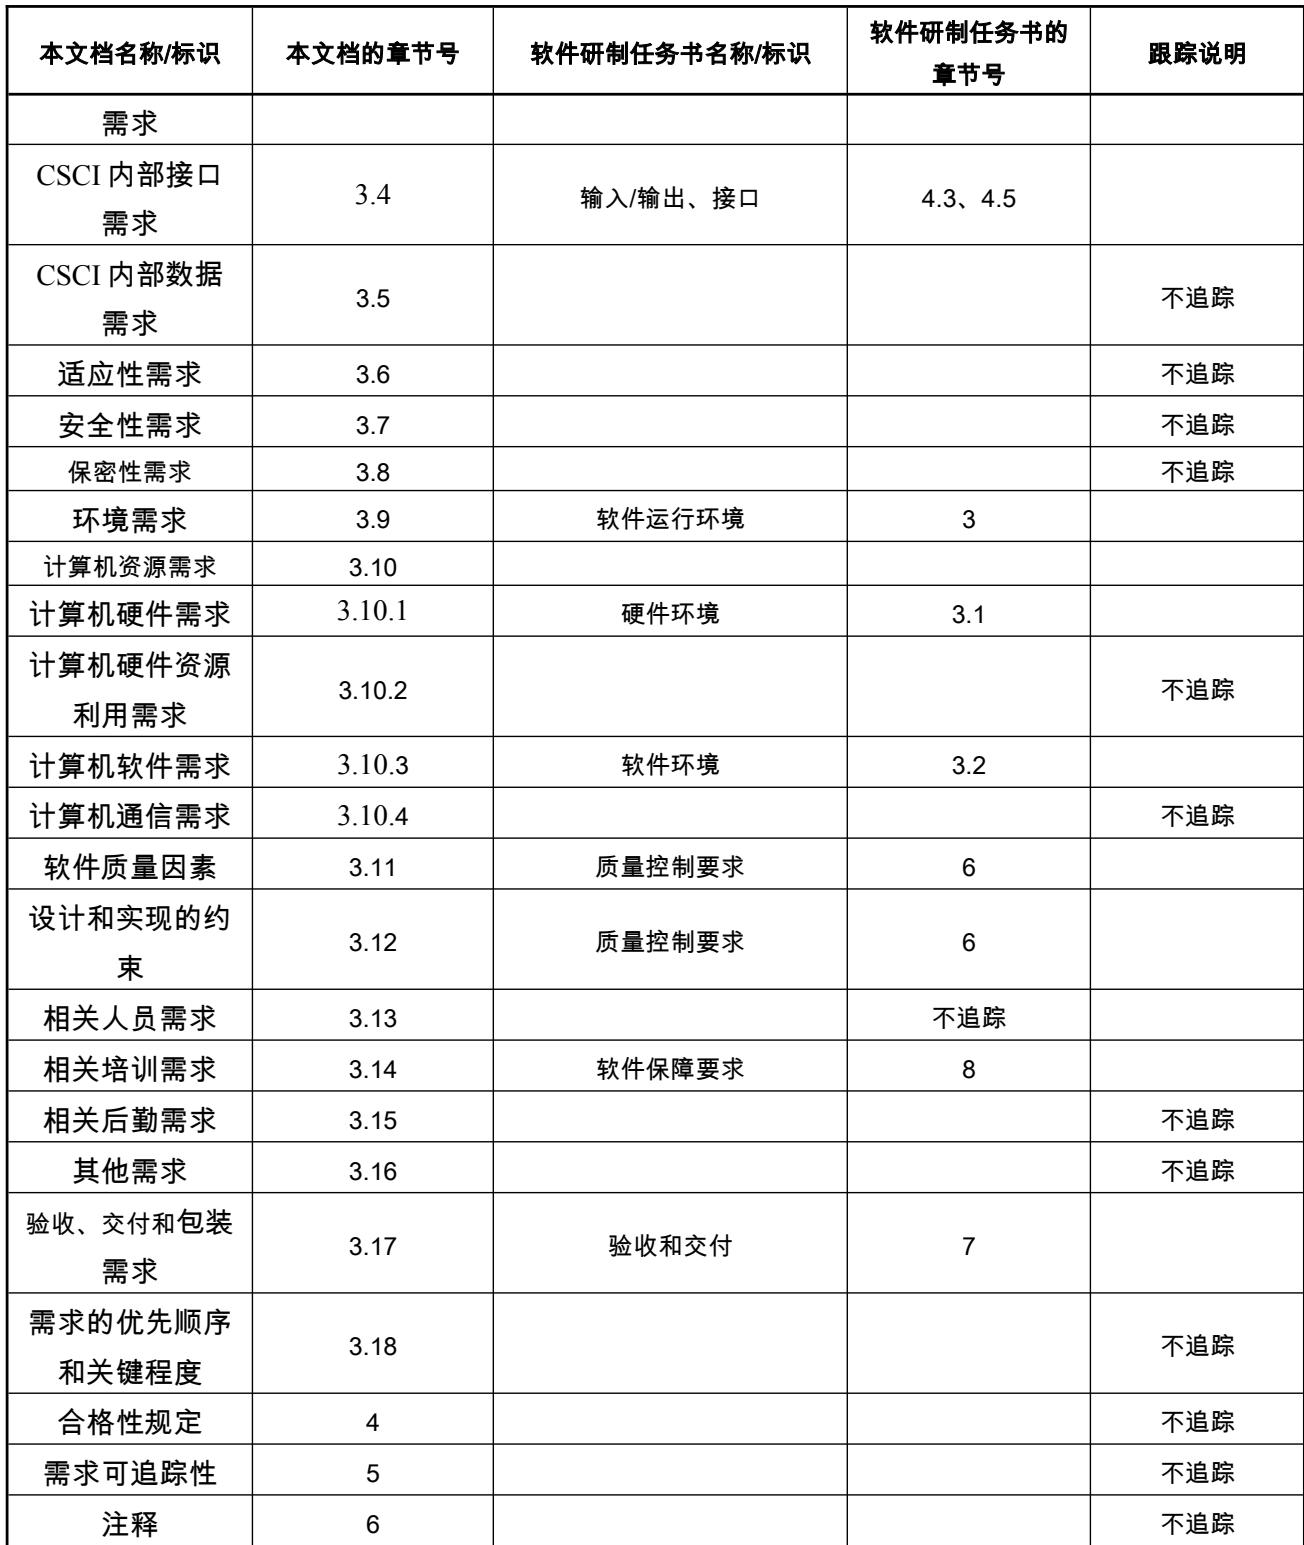 本文档名称/标识 本文档的章节号 软件研制任务书名称/标识 软件研制任务书的 跟踪说明
章节号
需求
CSCI 内部接口
需求 3.4 输入/输出、接口 4.3、4.5
CSCI 内部数据
需求 3.5 不追踪
适应性需求 3.6 不追踪
安全性需求 3.7 不追踪
保密性需求 3.8 不追踪
环境需求 3.9 软件运行环境 3
计算机资源需求 3.10
计算机硬件需求 3.10.1 硬件环境 3.1
计算机硬件资源
利用需求 3.10.2 不追踪
计算机软件需求 3.10.3 软件环境 3.2
计算机通信需求 3.10.4 不追踪
软件质量因素 3.11 质量控制要求 6
设计和实现的约
束 3.12 质量控制要求 6
相关人员需求 3.13 不追踪
相关培训需求 3.14 软件保障要求 8
相关后勤需求 3.15 不追踪
其他需求 3.16 不追踪
验收、交付和包装
需求 3.17 验收和交付 7
需求的优先顺序
和关键程度 3.18 不追踪
合格性规定 4 不追踪
需求可追踪性 5 不追踪
注释 6 不追踪